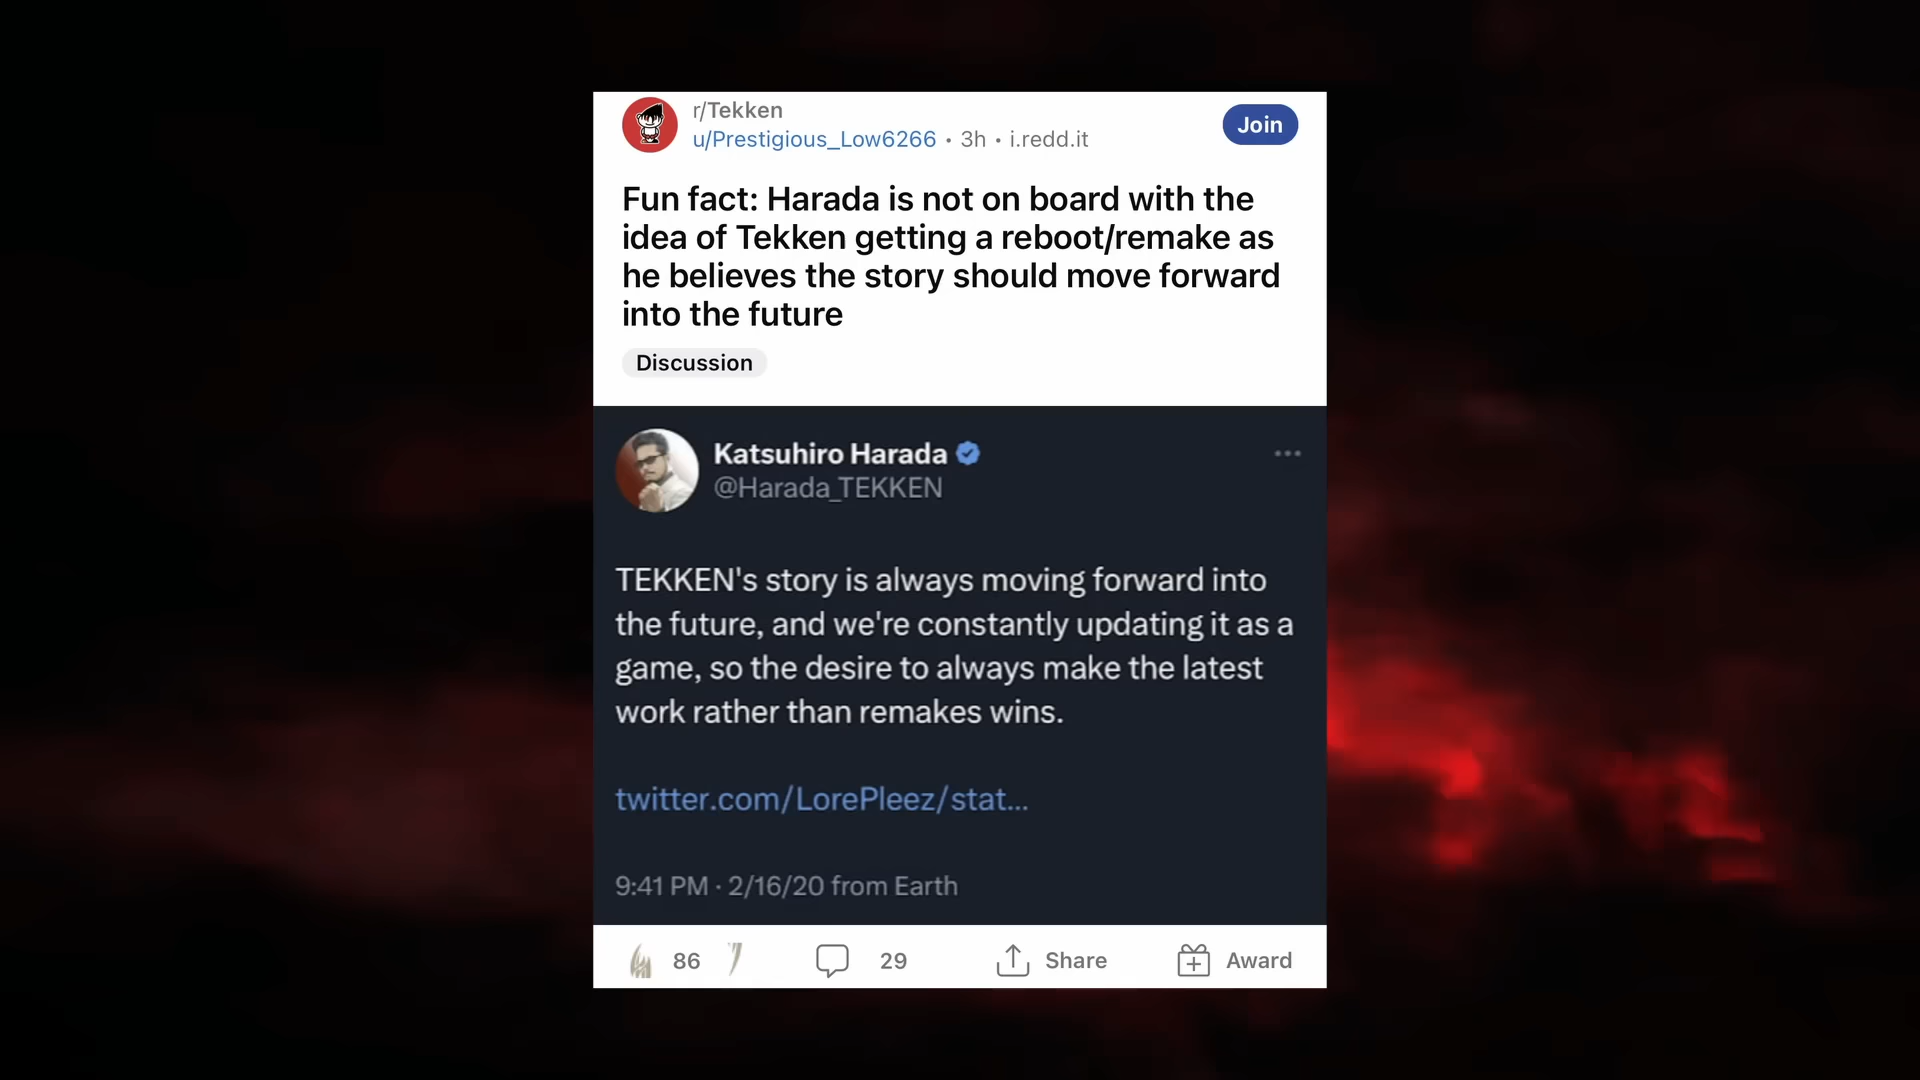 r/Tekken
u/Prestigious_Low6266 • 3h • i.redd.it
Join
Fun fact: Harada is not on board with the
idea of Tekken getting a reboot/remake as
he believes the story should move forward
into the future
Discussion
Katsuhiro Harada
@Harada_TEKKEN
TEKKEN's story is always moving forward into
the future, and we're constantly updating it as a
game, so the desire to always make the latest
work rather than remakes wins.
twitter.com/LorePleez/stat...
9:41 PM · 2/16/20 from Earth
86 29 Share Award